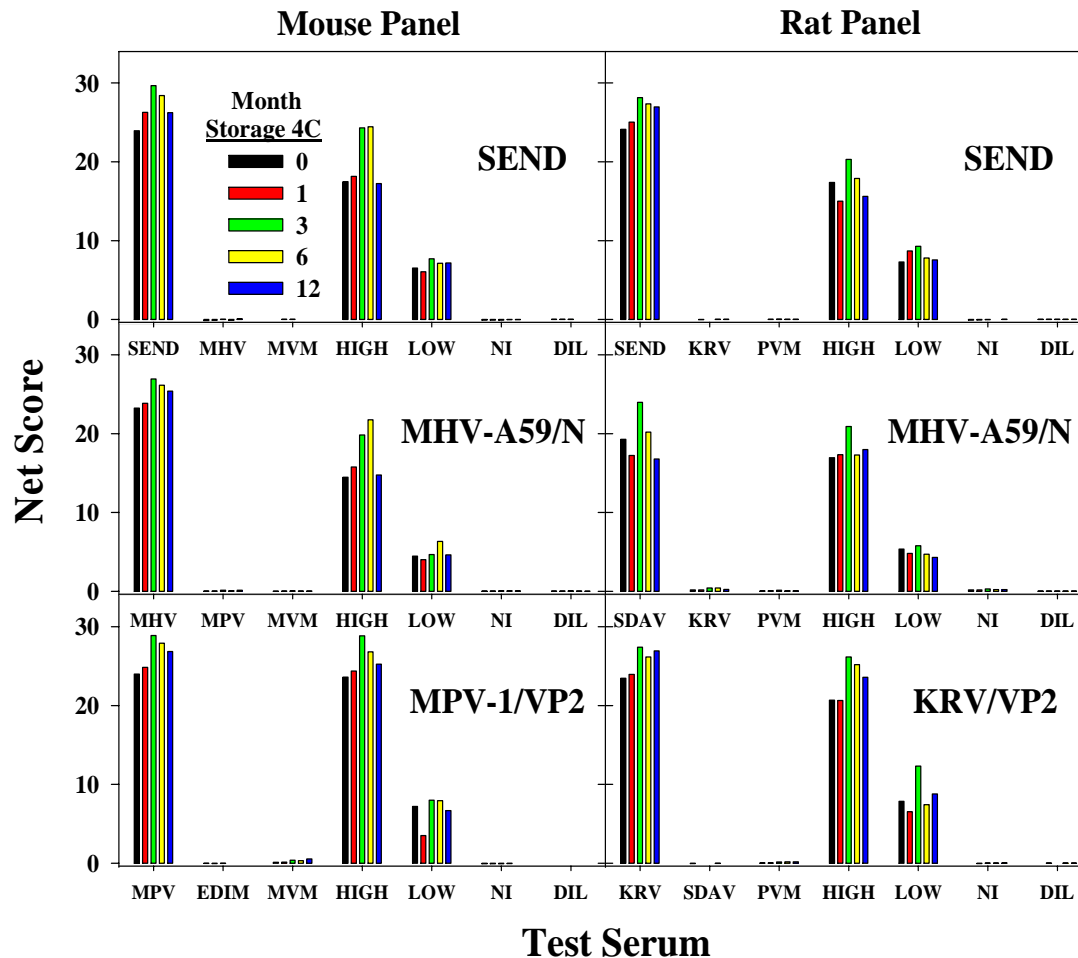 Mouse Panel
Rat Panel
Net Score
30
20
10
0
Month
Storage 4C
0
1
3
6
12
SEND
SEND
SEND MHV MVM HIGH LOW NI DIL
SEND KRV PVM HIGH LOW NI DIL
30
20
10
0
MHV-A59/N
MHV-A59/N
MHV MPV MVM HIGH LOW NI DIL
SDAV KRV PVM HIGH LOW NI DIL
30
20
10
0
MPV-1/VP2
KRV/VP2
MPV EDIM MVM HIGH LOW NI DIL
KRV SDAV PVM HIGH LOW NI DIL
Test Serum